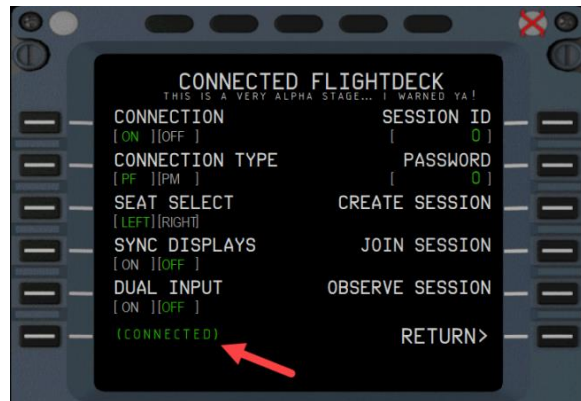 CONNECTED FLIGHTDECK
THIS IS A VERY ALPHA STAGE... I WARNED YA!
CONNECTION SESSION ID
[ ON ][OFF ] [ 0 ]
CONNECTION TYPE PASSWORD
[ PF ][PM ] [ 0 ]
SEAT SELECT CREATE SESSION
[ LEFT][RIGHT]
SYNC DISPLAYS JOIN SESSION
[ ON ][OFF ]
DUAL INPUT OBSERVE SESSION
[ ON ][OFF ]
(CONNECTED) RETURN>